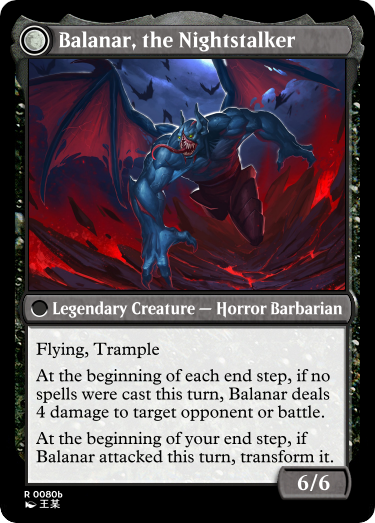 Balanar, the Nightstalker
Legendary Creature — Horror Barbarian
Flying, Trample
At the beginning of each end step, if no
spells were cast this turn, Balanar deals
4 damage to target opponent or battle.
At the beginning of your end step, if
Balanar attacked this turn, transform it.
6/6
R 0080b
王某